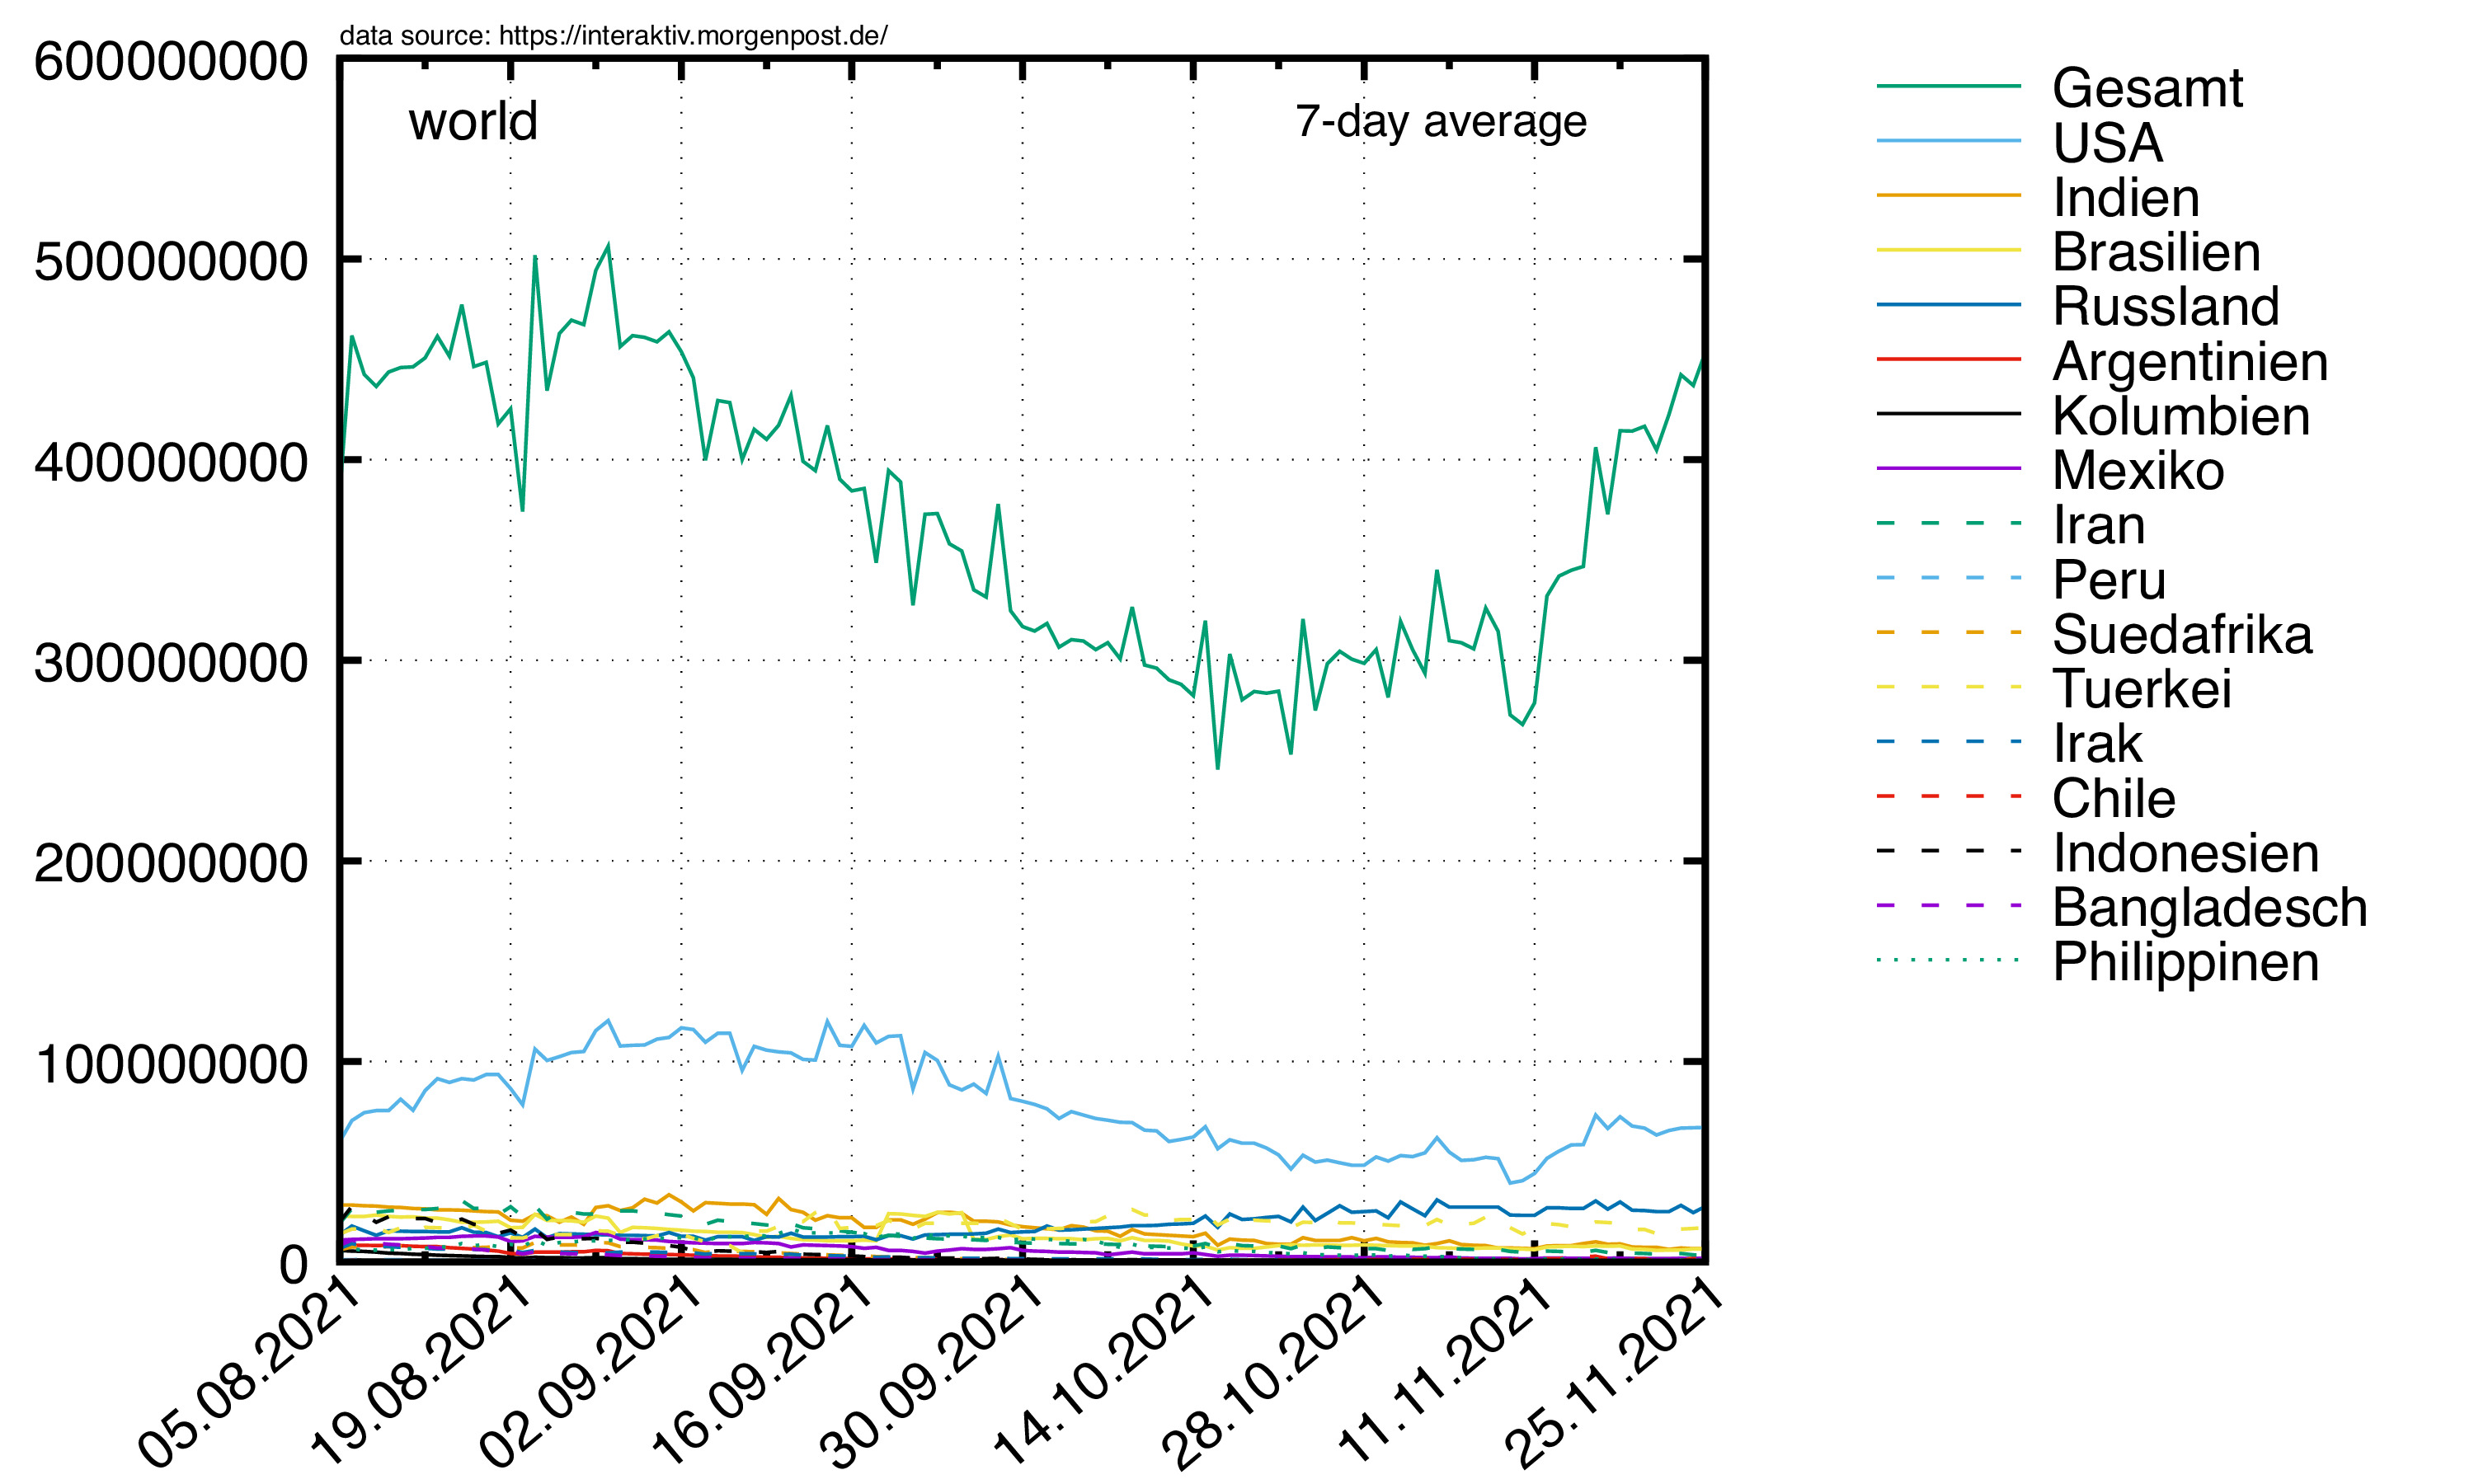 data source: https://interaktiv.morgenpost.de/
world
7-day average
600000000
500000000
400000000
300000000
200000000
100000000
0
05.08.2021
19.08.2021
02.09.2021
16.09.2021
30.09.2021
14.10.2021
28.10.2021
11.11.2021
25.11.2021
Gesamt
USA
Indien
Brasilien
Russland
Argentinien
Kolumbien
Mexiko
Iran
Peru
Suedafrika
Tuerkei
Irak
Chile
Indonesien
Bangladesch
Philippinen